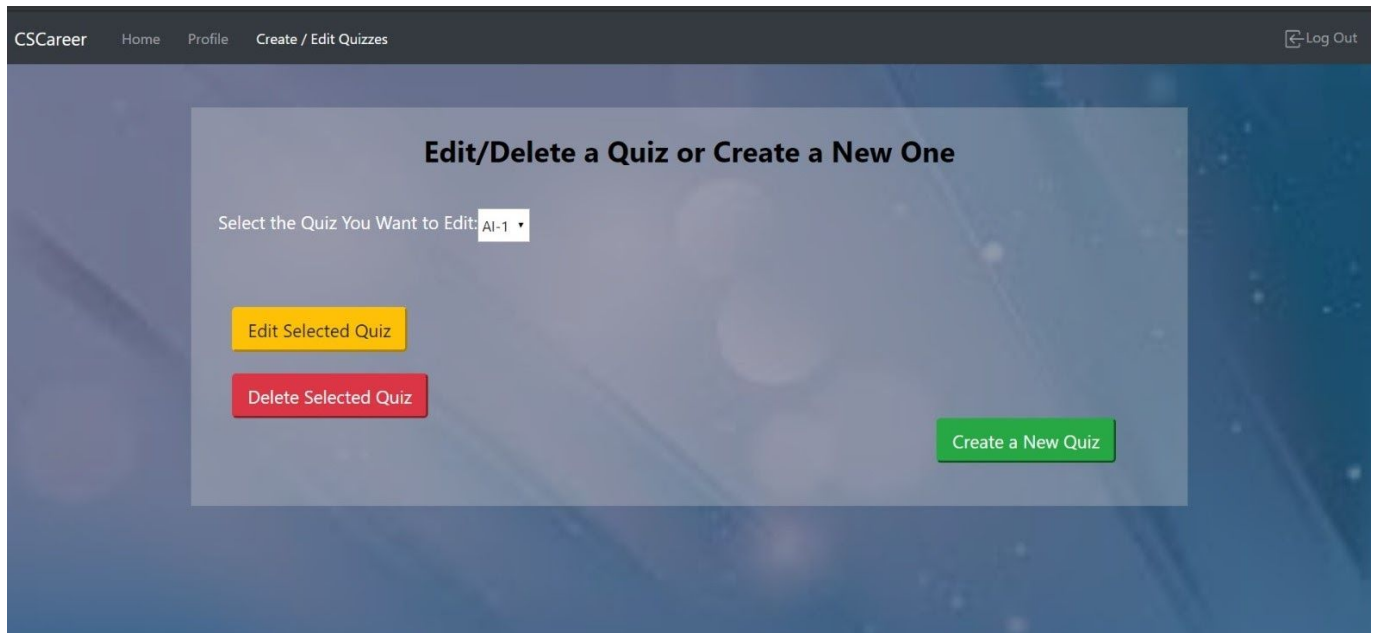 CSCareer Home Profile Create / Edit Quizzes Log Out
Edit/Delete a Quiz or Create a New One
Select the Quiz You Want to Edit: AI-1
Edit Selected Quiz
Delete Selected Quiz
Create a New Quiz